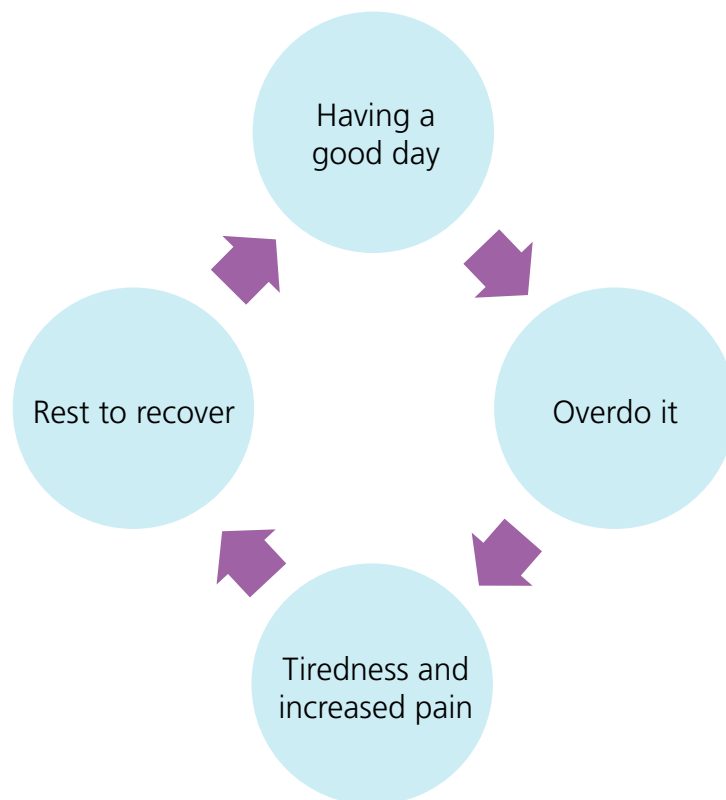 Having a
good day
Overdo it
Tiredness and
increased pain
Rest to recover